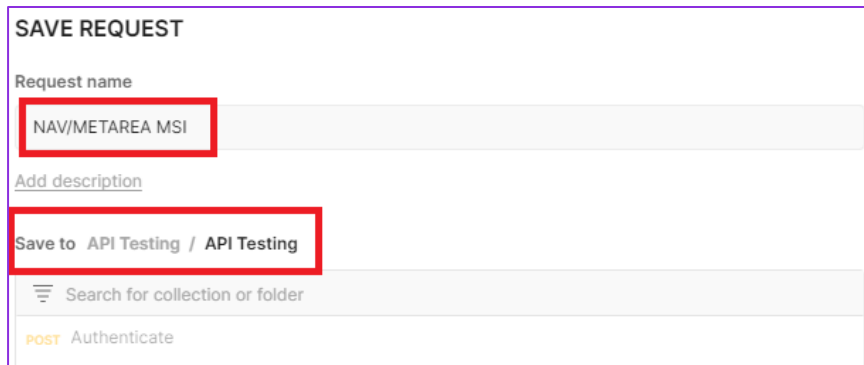 SAVE REQUEST
Request name
NAV/METAREA MSI
Add description
Save to API Testing / API Testing
Search for collection or folder
POST Authenticate